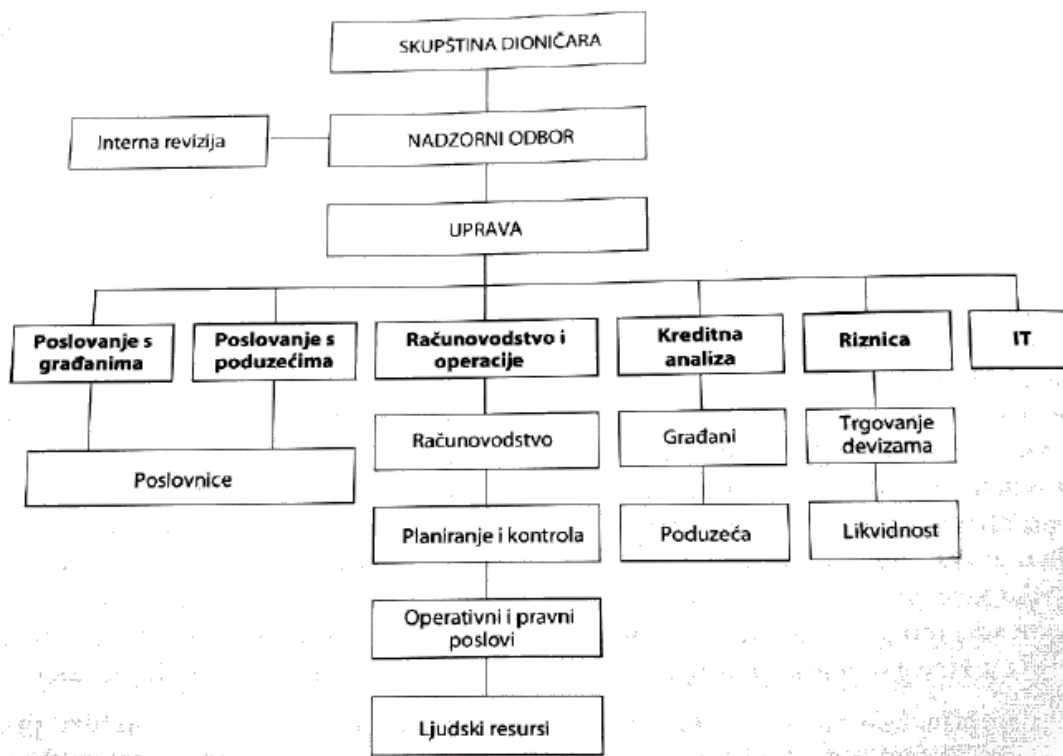 SKUPŠTINA DIONIČARA
Interna revizija
NADZORNI ODBOR
UPRAVA
Poslovanje s
građanima
Poslovanje s
poduzećima
Računovodstvo i
operacije
Kreditna
analiza
Riznica
IT
Poslovnice
Računovodstvo
Građani
Trgovanje
devizama
Planiranje i kontrola
Poduzeća
Likvidnost
Operativni i pravni
poslovi
Ljudski resursi